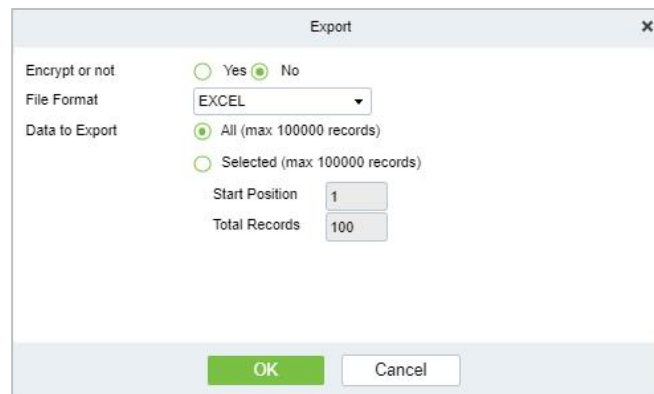 Export
Encrypt or not Yes No
File Format EXCEL
Data to Export All (max 100000 records)
Selected (max 100000 records)
Start Position 1
Total Records 100
OK Cancel